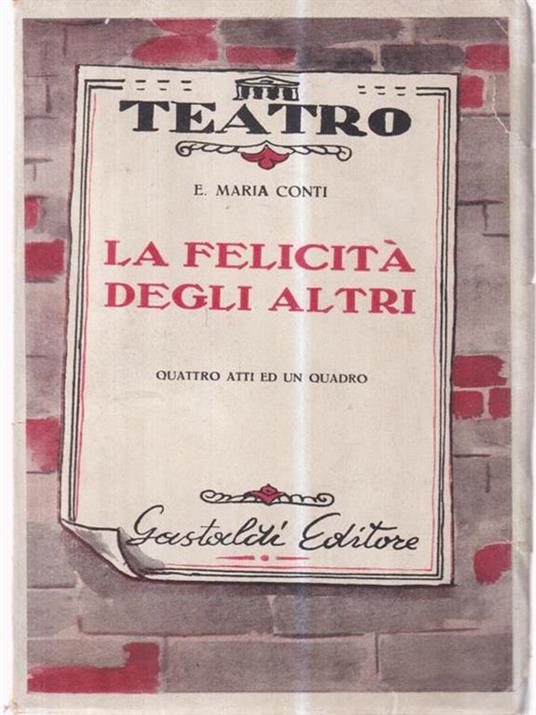 TEATRO
E. MARIA CONTI
LA FELICITÀ
DEGLI ALTRI
QUATTRO ATTI ED UN QUADRO
Gastaldi Editore